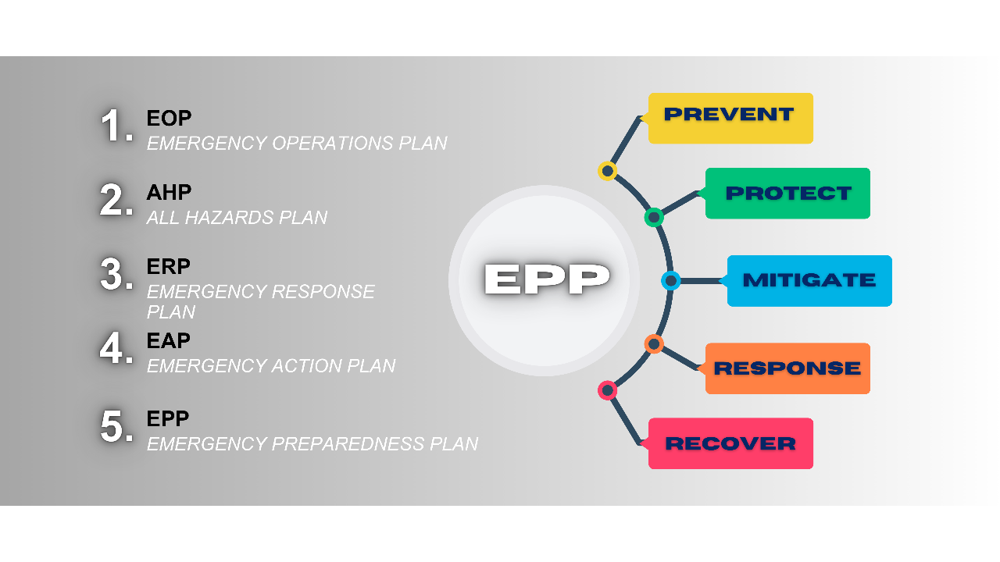 1.
EOP
EMERGENCY OPERATIONS PLAN
2.
AHP
ALL HAZARDS PLAN
3.
ERP
EMERGENCY RESPONSE
PLAN
4.
EAP
EMERGENCY ACTION PLAN
5.
EPP
EMERGENCY PREPAREDNESS PLAN
EPP
PREVENT
PROTECT
MITIGATE
RESPONSE
RECOVER